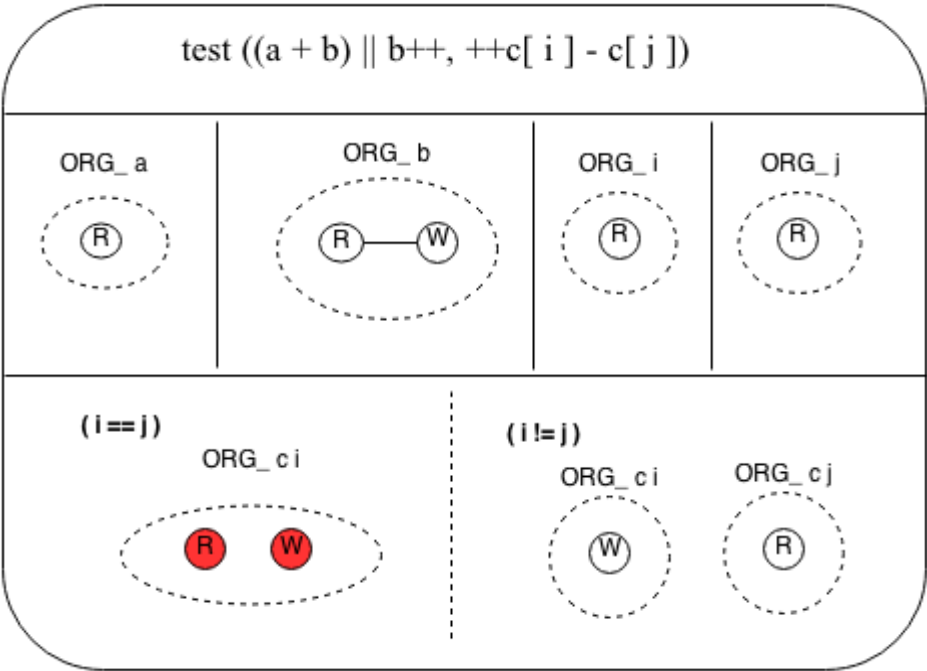 test ((a + b) || b++, ++c[ i ] - c[ j ])
ORG_ a
R
ORG_ b
R W
ORG_ i
R
ORG_ j
R
( i == j )
ORG_ c i
R W
( i != j )
ORG_ c i
W
ORG_ c j
R